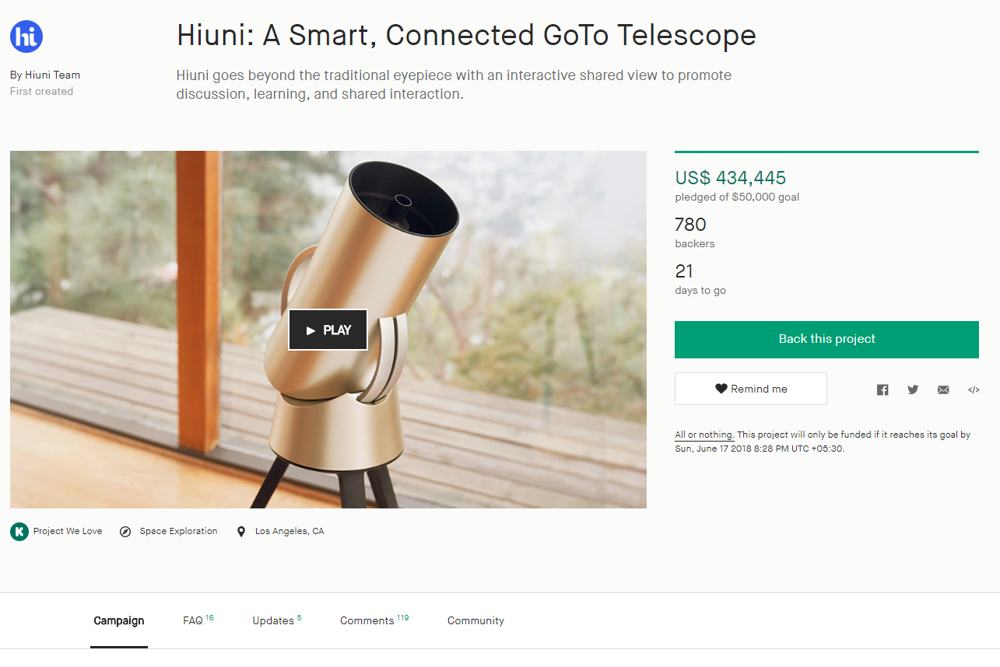 hi
Hiuni: A Smart, Connected GoTo Telescope
By Hiuni Team
First created
Hiuni goes beyond the traditional eyepiece with an interactive shared view to promote
discussion, learning, and shared interaction.
PLAY
US$ 434,445
pledged of $50,000 goal
780
backers
21
days to go
Back this project
Remind me
All or nothing. This project will only be funded if it reaches its goal by
Sun, June 17 2018 8:28 PM UTC +05:30.
K Project We Love Space Exploration Los Angeles, CA
Campaign FAQ 16 Updates 5 Comments 119 Community